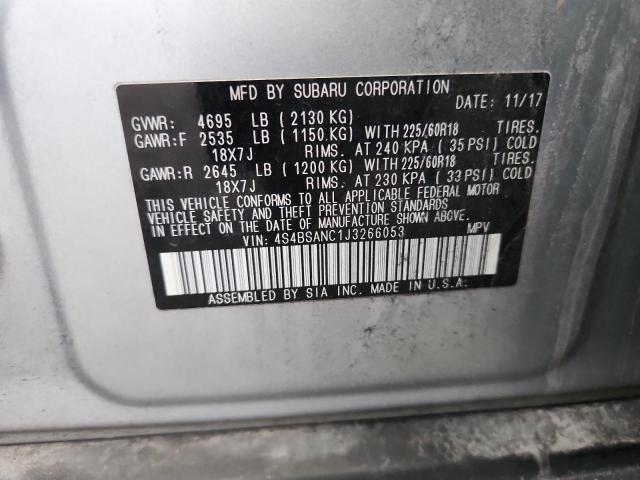 MFD BY SUBARU CORPORATION
DATE: 11/17
GVWR: 4695 LB ( 2130 KG)
GAWR:F 2535 LB ( 1150 KG) WITH 225/60R18 TIRES.
18X7J RIMS. AT 240 KPA ( 35 PSI) COLD
GAWR:R 2645 LB ( 1200 KG) WITH 225/60R18 TIRES.
18X7J RIMS. AT 230 KPA ( 33 PSI) COLD
THIS VEHICLE CONFORMS TO ALL APPLICABLE FEDERAL MOTOR
VEHICLE SAFETY AND THEFT PREVENTION STANDARDS
IN EFFECT ON THE DATE OF MANUFACTURE SHOWN ABOVE.
VIN: 4S4BSANC1J3266053 MPV
ASSEMBLED BY SIA INC. MADE IN U.S.A.